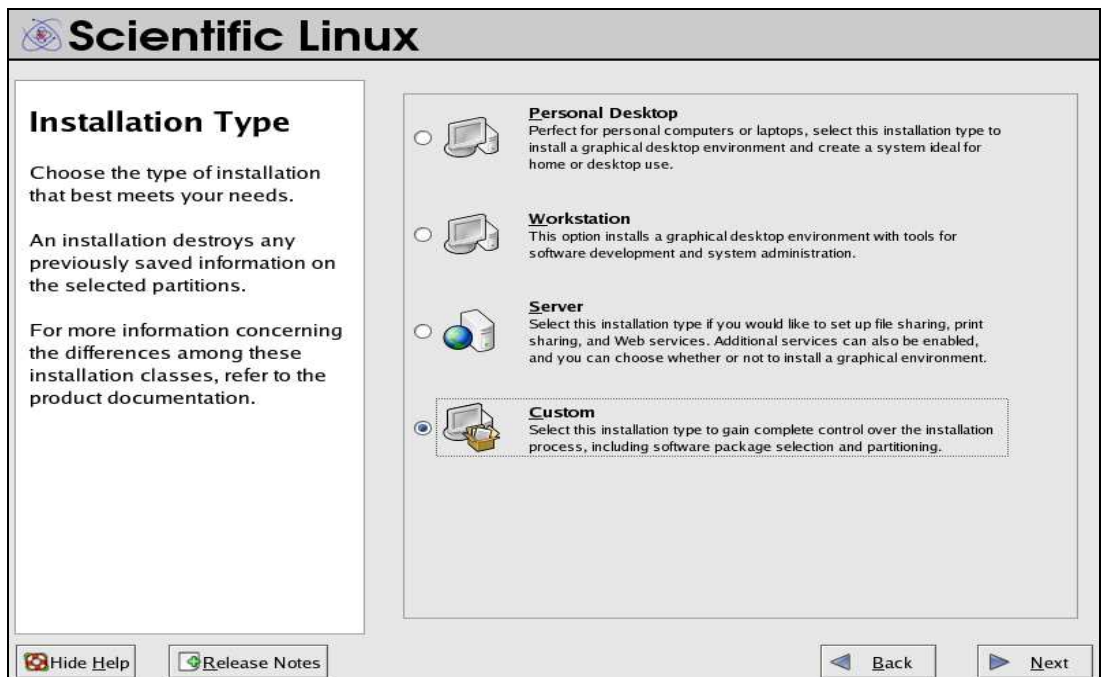 Scientific Linux
Installation Type
Choose the type of installation
that best meets your needs.
An installation destroys any
previously saved information on
the selected partitions.
For more information concerning
the differences among these
installation classes, refer to the
product documentation.
Personal Desktop
Perfect for personal computers or laptops, select this installation type to
install a graphical desktop environment and create a system ideal for
home or desktop use.
Workstation
This option installs a graphical desktop environment with tools for
software development and system administration.
Server
Select this installation type if you would like to set up file sharing, print
sharing, and Web services. Additional services can also be enabled,
and you can choose whether or not to install a graphical environment.
Custom
Select this installation type to gain complete control over the installation
process, including software package selection and partitioning.
Hide Help
Release Notes
Back
Next